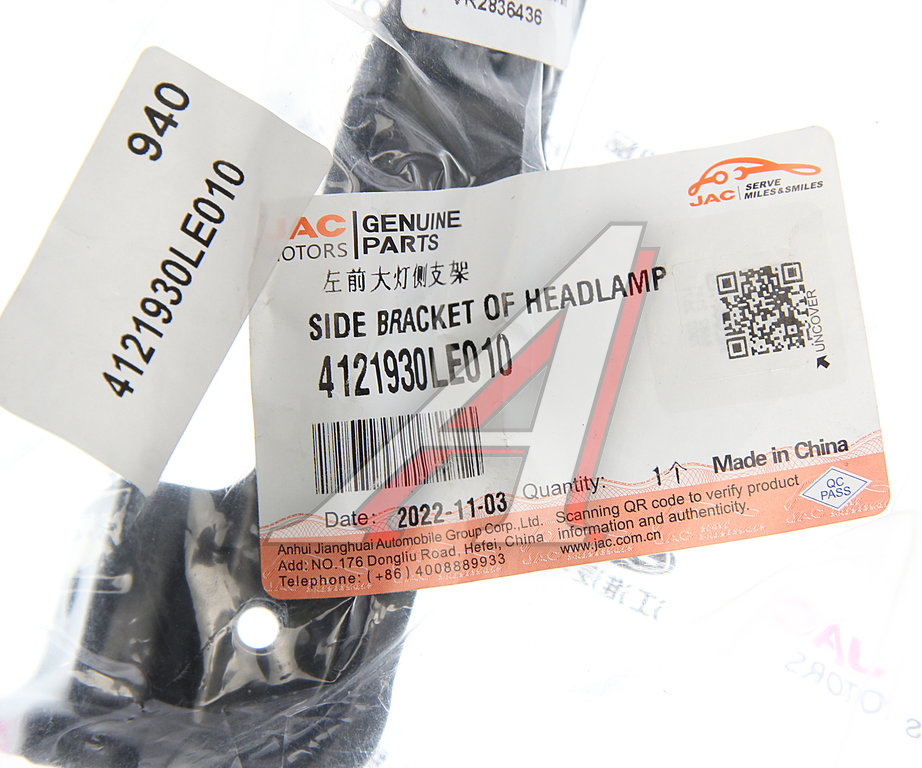 VR2836436
940
4121930LE010
JAC
MOTORS
GENUINE
PARTS
JAC
SERVE
MILES & SMILES
左前大灯侧支架
SIDE BRACKET OF HEADLAMP
4121930LE010
UNCOVER
Made in China
Quantity: 1个
QC
PASS
Date: 2022-11-03
Scanning QR code to verify product
information and authenticity.
www.jac.com.cn
Anhui Jianghuai Automobile Group Corp.,Ltd.
Add: NO.176 Dongliu Road, Hefei, China
Telephone: (+86) 4008889933
A
JAC
MOTORS